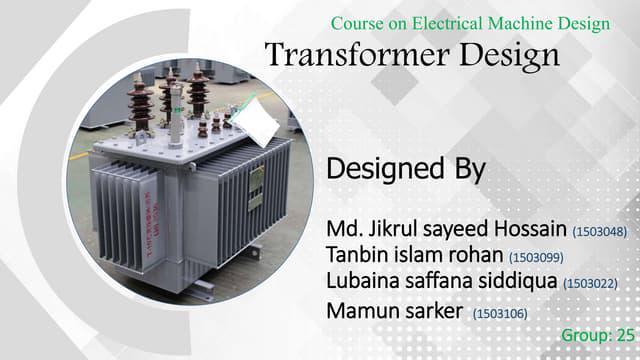 Course on Electrical Machine Design
Transformer Design
Designed By
Md. Jikrul sayeed Hossain (1503048)
Tanbin islam rohan (1503099)
Lubaina saffana siddiqua (1503022)
Mamun sarker (1503106)
Group: 25